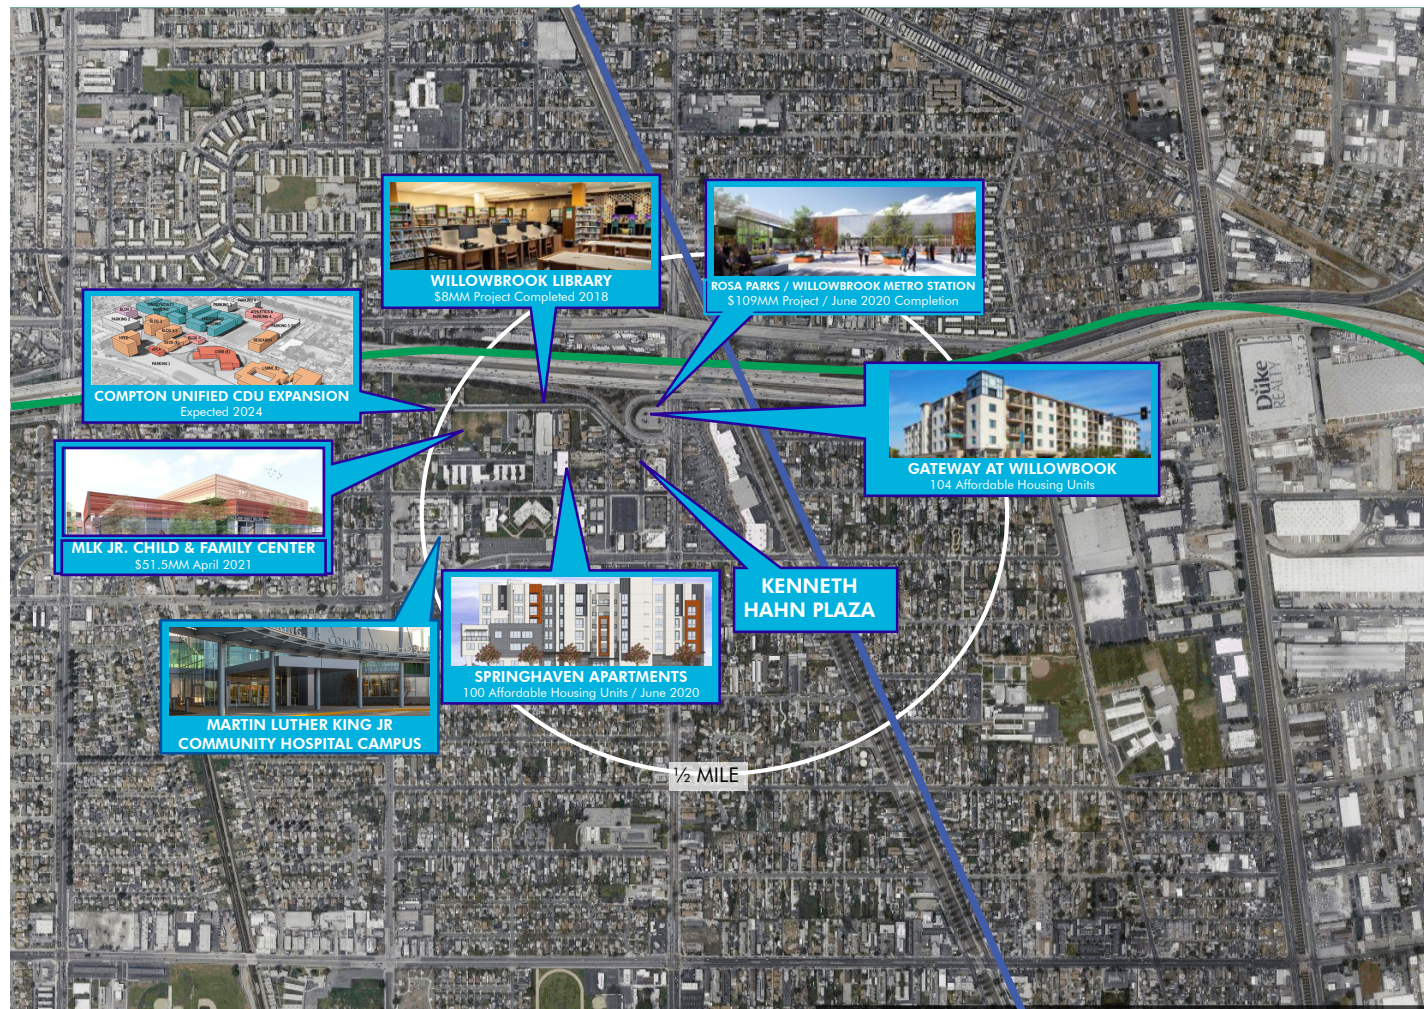 WILLOWBROOK LIBRARY
$8MM Project Completed 2018
ROSA PARKS / WILLOWBROOK METRO STATION
$109MM Project / June 2020 Completion
COMPTON UNIFIED CDU EXPANSION
Expected 2024
GATEWAY AT WILLOWBOOK
104 Affordable Housing Units
Duke
REALTY
MLK JR. CHILD & FAMILY CENTER
$51.5MM April 2021
KENNETH
HAHN PLAZA
SPRINGHAVEN APARTMENTS
100 Affordable Housing Units / June 2020
MARTIN LUTHER KING JR
COMMUNITY HOSPITAL CAMPUS
½ MILE